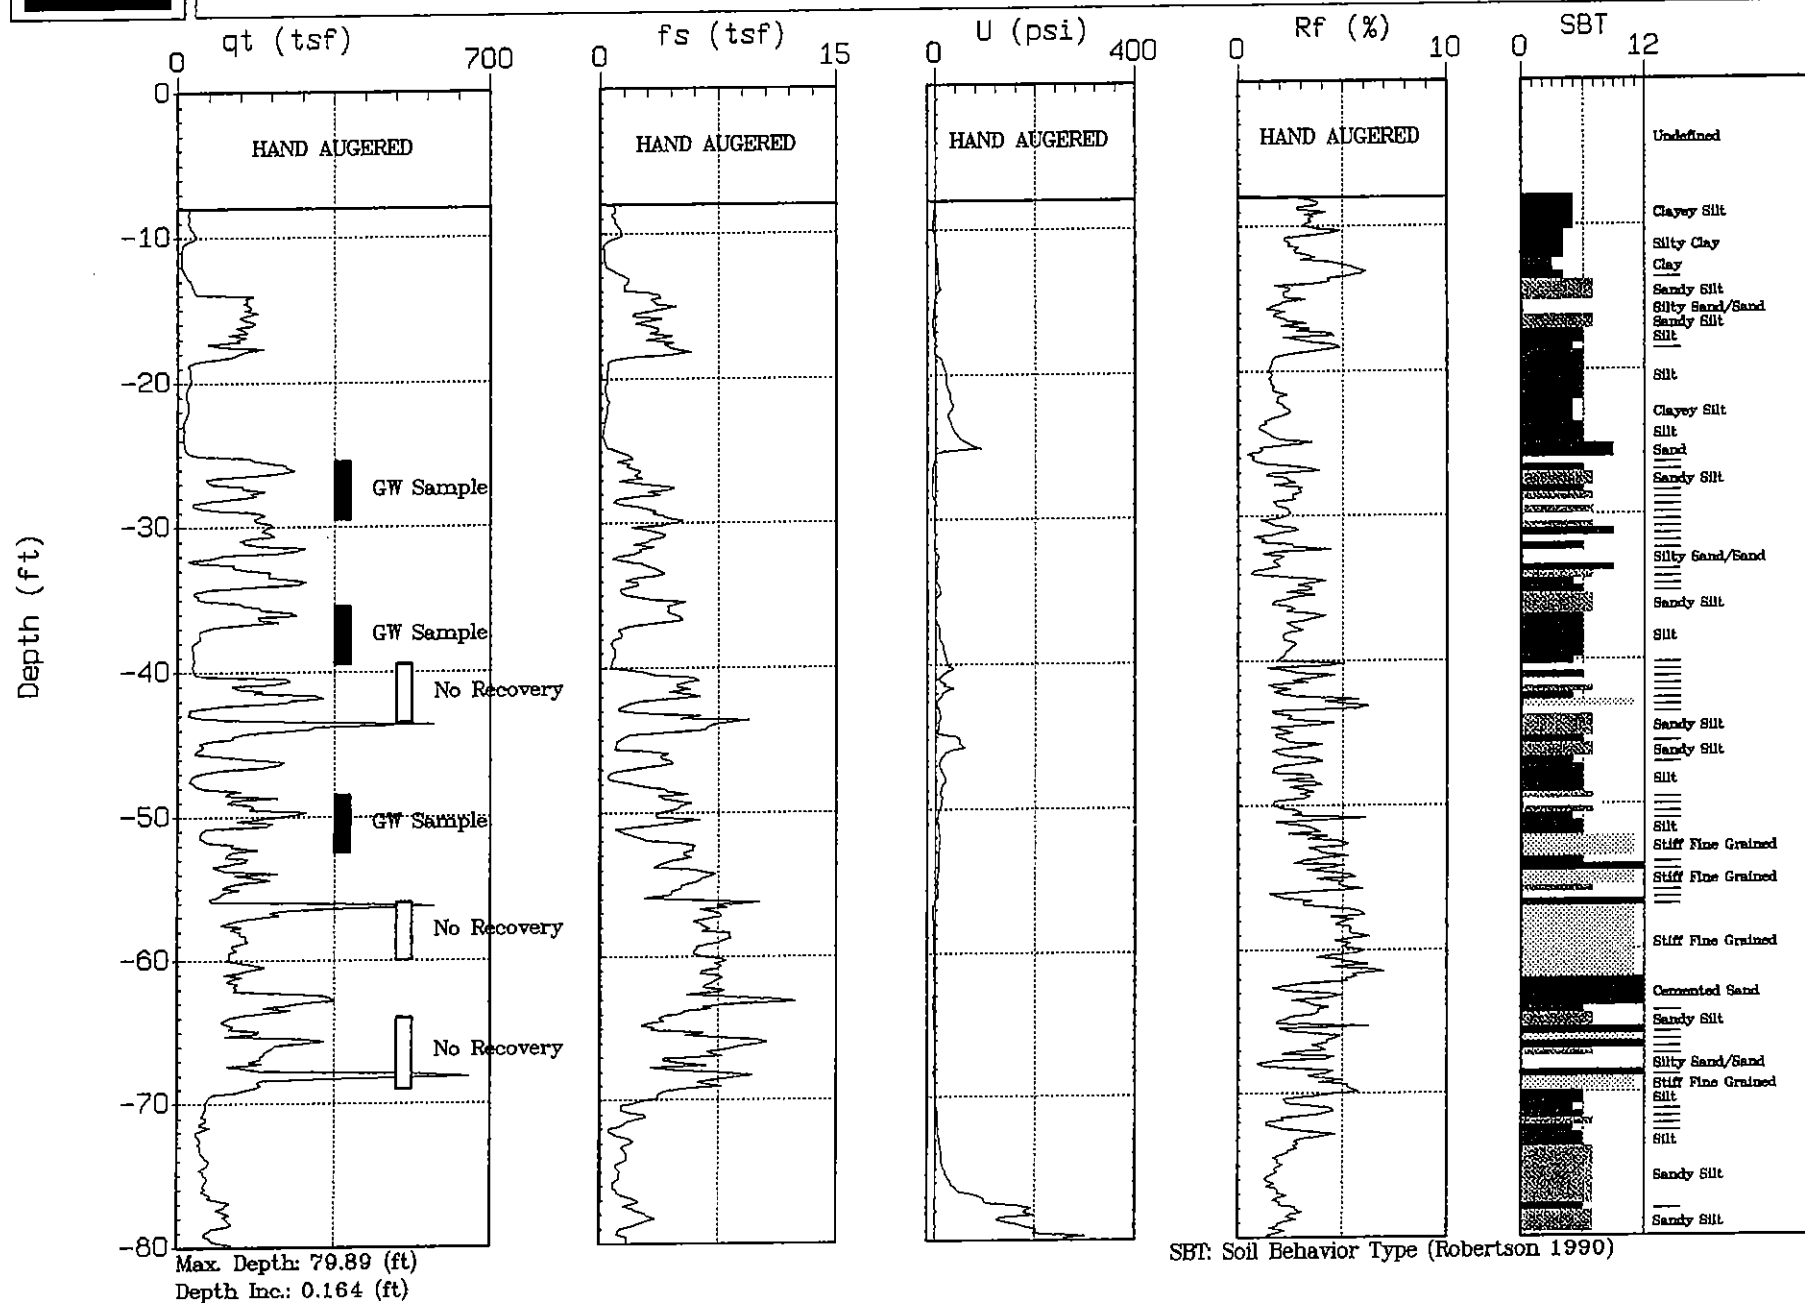 qt (tsf)
0 700
fs (tsf)
0 15
U (psi)
0 400
Rf (%)
0 10
SBT
0 12
Depth (ft)
0
-10
-20
-30
-40
-50
-60
-70
-80
HAND AUGERED
HAND AUGERED
HAND AUGERED
HAND AUGERED
GW Sample
GW Sample
No Recovery
GW Sample
No Recovery
No Recovery
Undefined
Clayey Silt
Silty Clay
Clay
Sandy Silt
Silty Sand/Sand
Sandy Silt
Silt
Silt
Clayey Silt
Silt
Sand
Sandy Silt
Silty Sand/Sand
Sandy Silt
Silt
Sandy Silt
Sandy Silt
Silt
Silt
Stiff Fine Grained
Stiff Fine Grained
Stiff Fine Grained
Cemented Sand
Sandy Silt
Silty Sand/Sand
Stiff Fine Grained
Silt
Silt
Sandy Silt
Sandy Silt
Max. Depth: 79.89 (ft)
Depth Inc.: 0.164 (ft)
SBT: Soil Behavior Type (Robertson 1990)